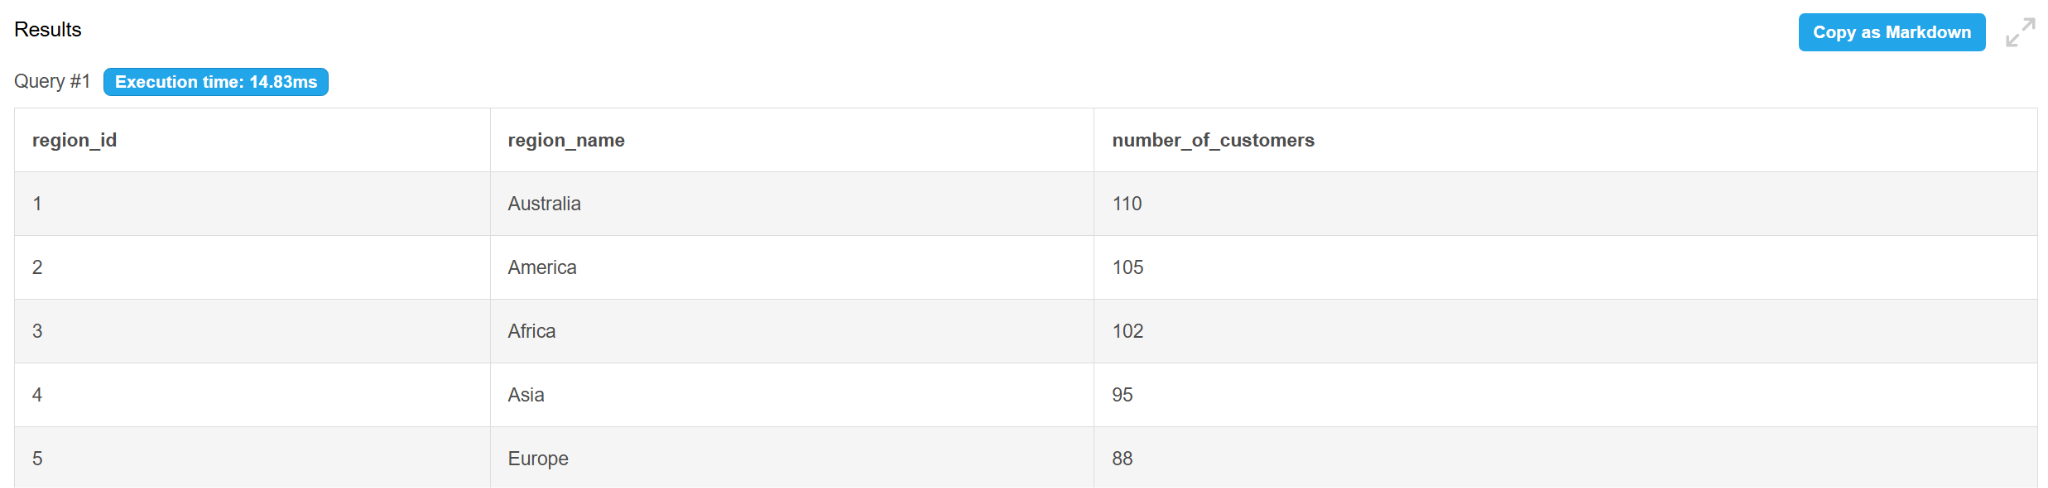 Results
Copy as Markdown
Query #1 Execution time: 14.83ms
region_id region_name number_of_customers
1 Australia 110
2 America 105
3 Africa 102
4 Asia 95
5 Europe 88